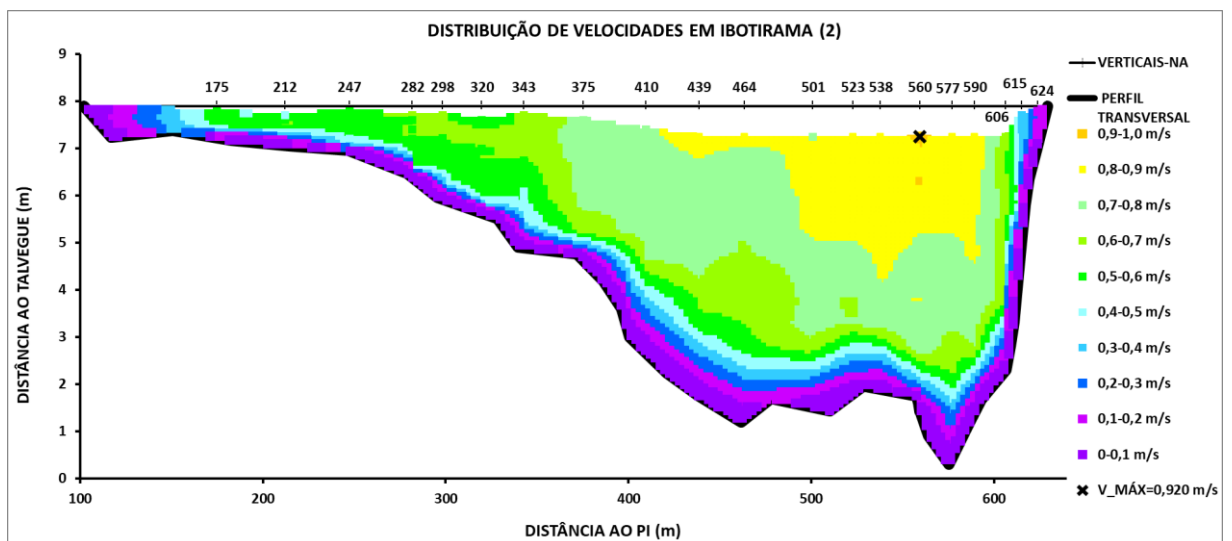 DISTRIBUIÇÃO DE VELOCIDADES EM IBOTIRAMA (2)
9
8
7
6
5
4
3
2
1
0
DISTÂNCIA AO TALVEGUE (m)
175 212 247 282 298 320 343 375 410 439 464 501 523 538 560 577 590 606 615 624
100 200 300 400 500 600
DISTÂNCIA AO PI (m)
VERTICAIS-NA
PERFIL
TRANSVERSAL
0,9-1,0 m/s
0,8-0,9 m/s
0,7-0,8 m/s
0,6-0,7 m/s
0,5-0,6 m/s
0,4-0,5 m/s
0,3-0,4 m/s
0,2-0,3 m/s
0,1-0,2 m/s
0-0,1 m/s
V_MÁX=0,920 m/s